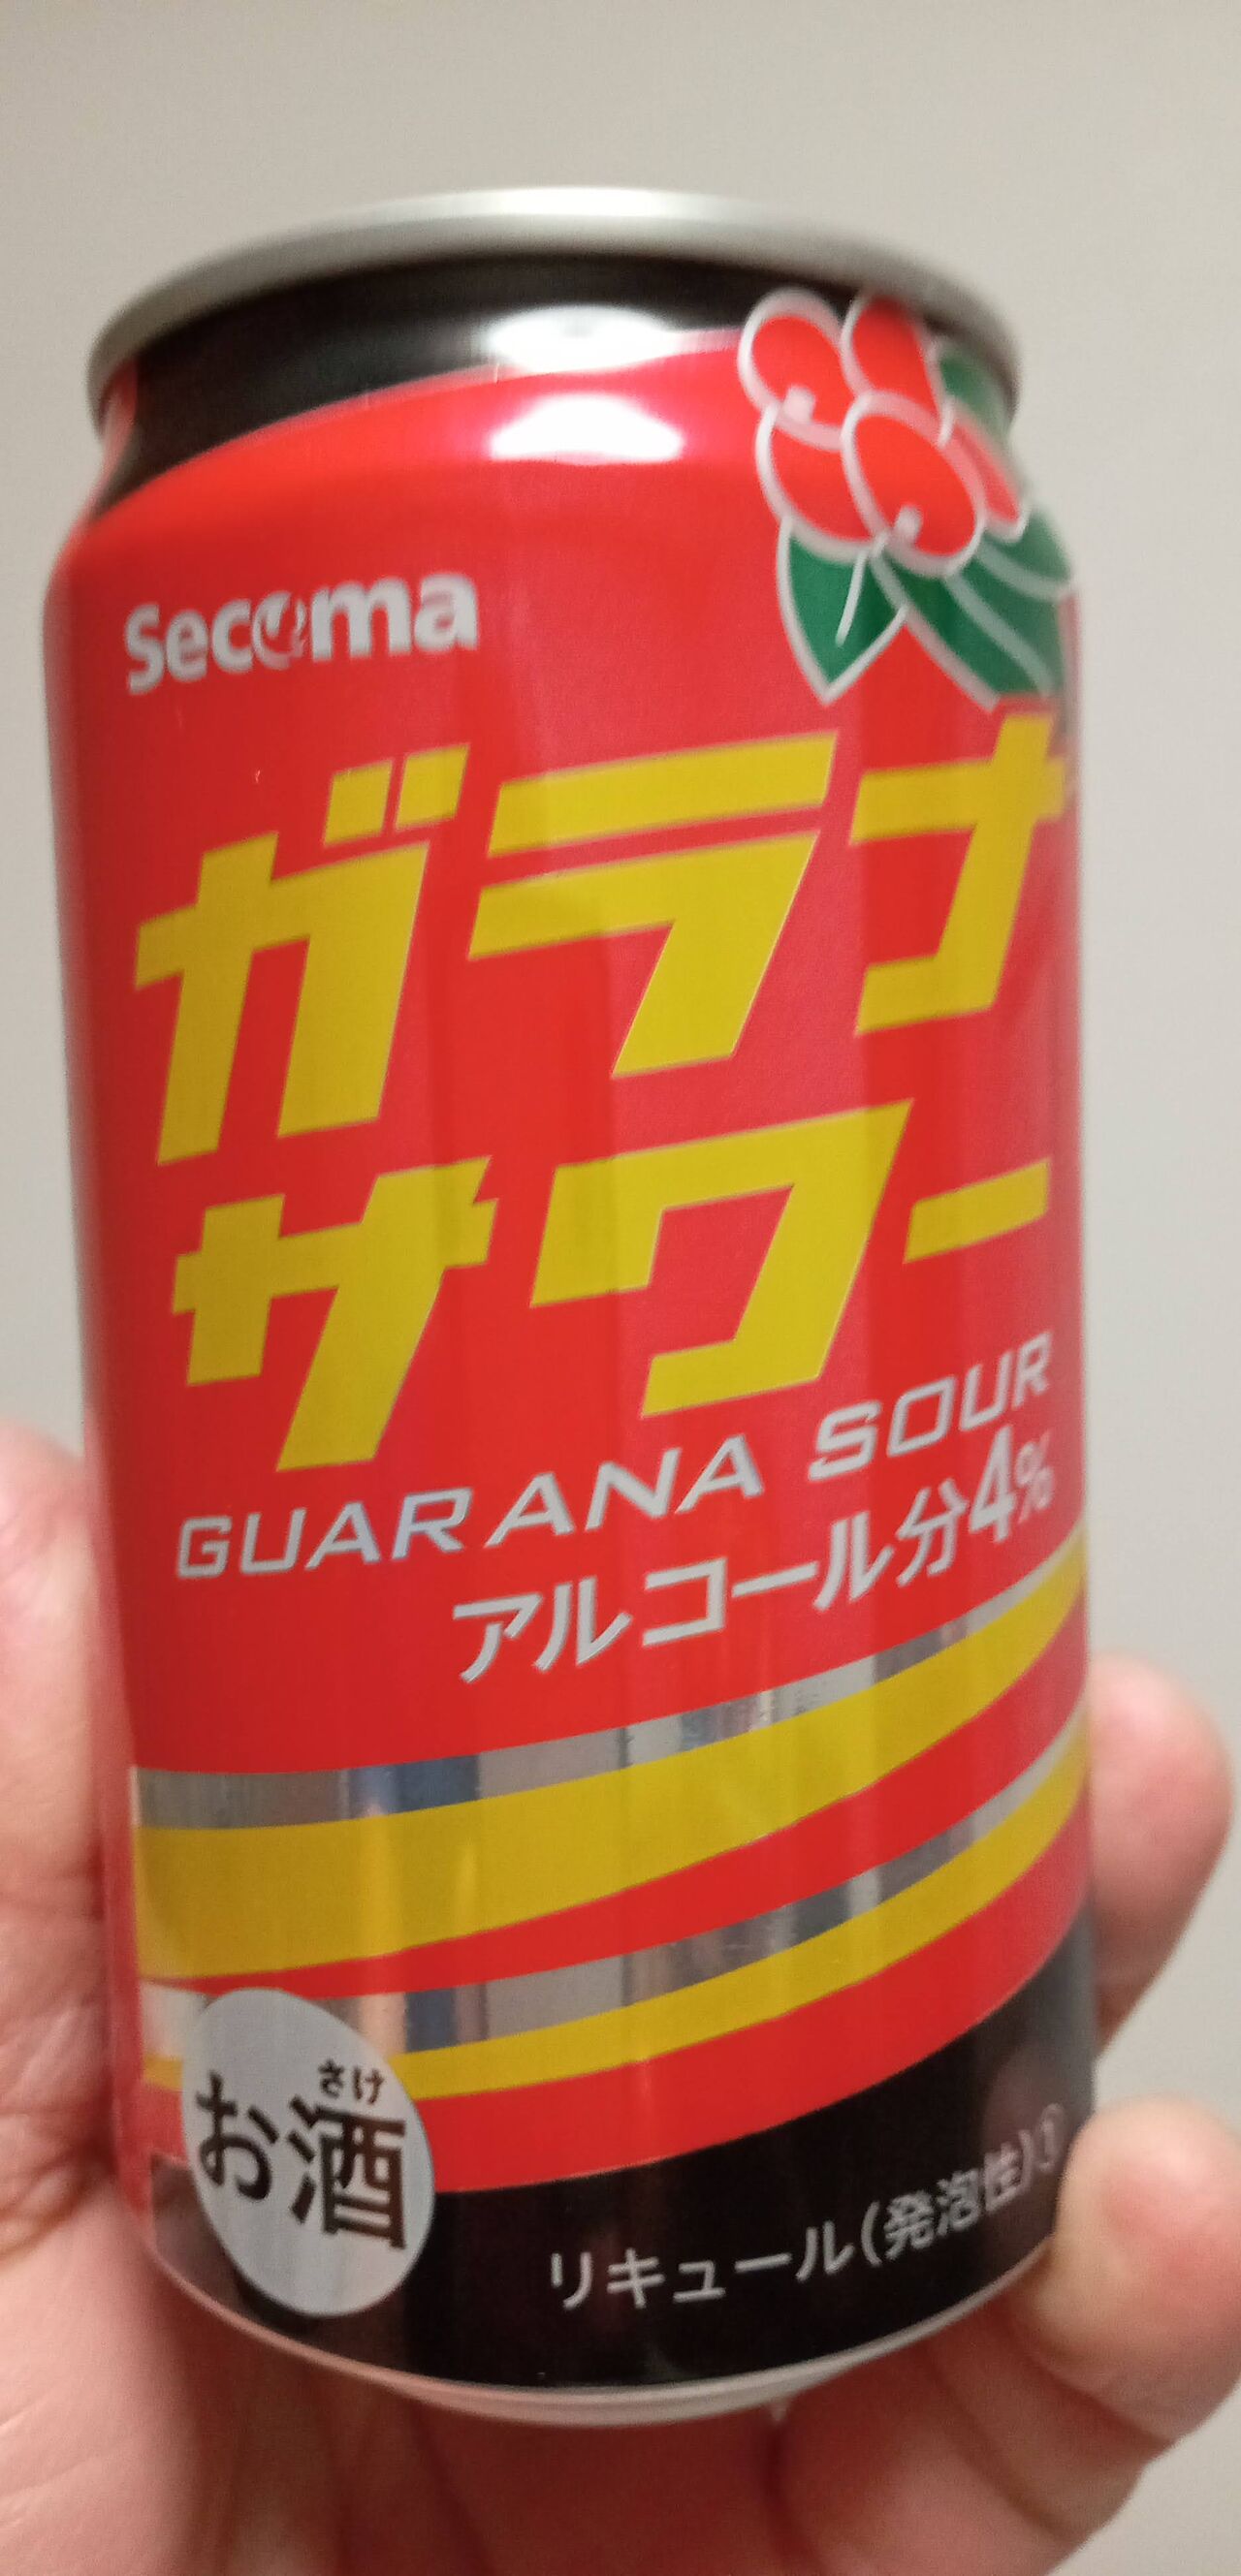 Secoma
ガラナ
サワー
GUARANA SOUR
アルコール分4%
さけ
お酒
リキュール(発泡性)①